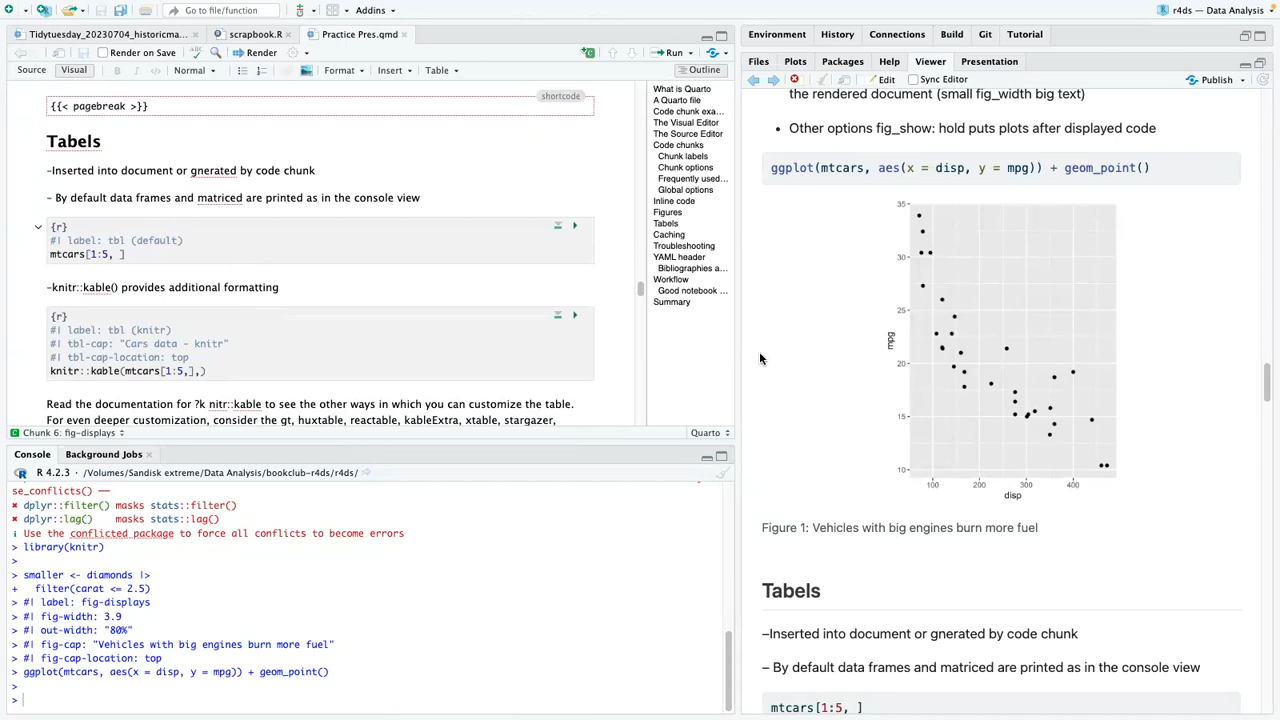 Go to file/function
Addins
r4ds — Data Analysis
Tidytuesday_20230704_historicma...
scrapbook.R
Practice Pres.qmd
Render on Save
Render
Run
Source
Visual
B
I
Normal
Format
Insert
Table
Outline
{{< pagebreak >}}
shortcode
Tabels
-Inserted into document or gnerated by code chunk
- By default data frames and matriced are printed as in the console view
{r}
#| label: tbl (default)
mtcars[1:5, ]
-knitr::kable() provides additional formatting
{r}
#| label: tbl (knitr)
#| tbl-cap: "Cars data - knitr"
#| tbl-cap-location: top
knitr::kable(mtcars[1:5,],)
Read the documentation for ?k nitr::kable to see the other ways in which you can customize the table.
For even deeper customization, consider the gt, huxtable, reactable, kableExtra, xtable, stargazer,
What is Quarto
A Quarto file
Code chunk exa...
The Visual Editor
The Source Editor
Code chunks
Chunk labels
Chunk options
Frequently used...
Global options
Inline code
Figures
Tabels
Caching
Troubleshooting
YAML header
Bibliographies a...
Workflow
Good notebook ...
Summary
Chunk 6: fig-displays
Quarto
Console
Background Jobs
R 4.2.3 · /Volumes/Sandisk extreme/Data Analysis/bookclub-r4ds/r4ds/
se_conflicts() ──
✖ dplyr::filter() masks stats::filter()
✖ dplyr::lag()    masks stats::lag()
ℹ Use the conflicted package to force all conflicts to become errors
> library(knitr)
>
> smaller <- diamonds |>
+   filter(carat <= 2.5)
> #| label: fig-displays
> #| fig-width: 3.9
> #| out-width: "80%"
> #| fig-cap: "Vehicles with big engines burn more fuel"
> #| fig-cap-location: top
> ggplot(mtcars, aes(x = disp, y = mpg)) + geom_point()
>
>
Environment
History
Connections
Build
Git
Tutorial
Files
Plots
Packages
Help
Viewer
Presentation
Edit
Sync Editor
Publish
the rendered document (small fig_width big text)
• Other options fig_show: hold puts plots after displayed code
ggplot(mtcars, aes(x = disp, y = mpg)) + geom_point()
35
30
25
20
15
10
mpg
100
200
300
400
disp
Figure 1: Vehicles with big engines burn more fuel
Tabels
–Inserted into document or gnerated by code chunk
– By default data frames and matriced are printed as in the console view
mtcars[1:5, ]